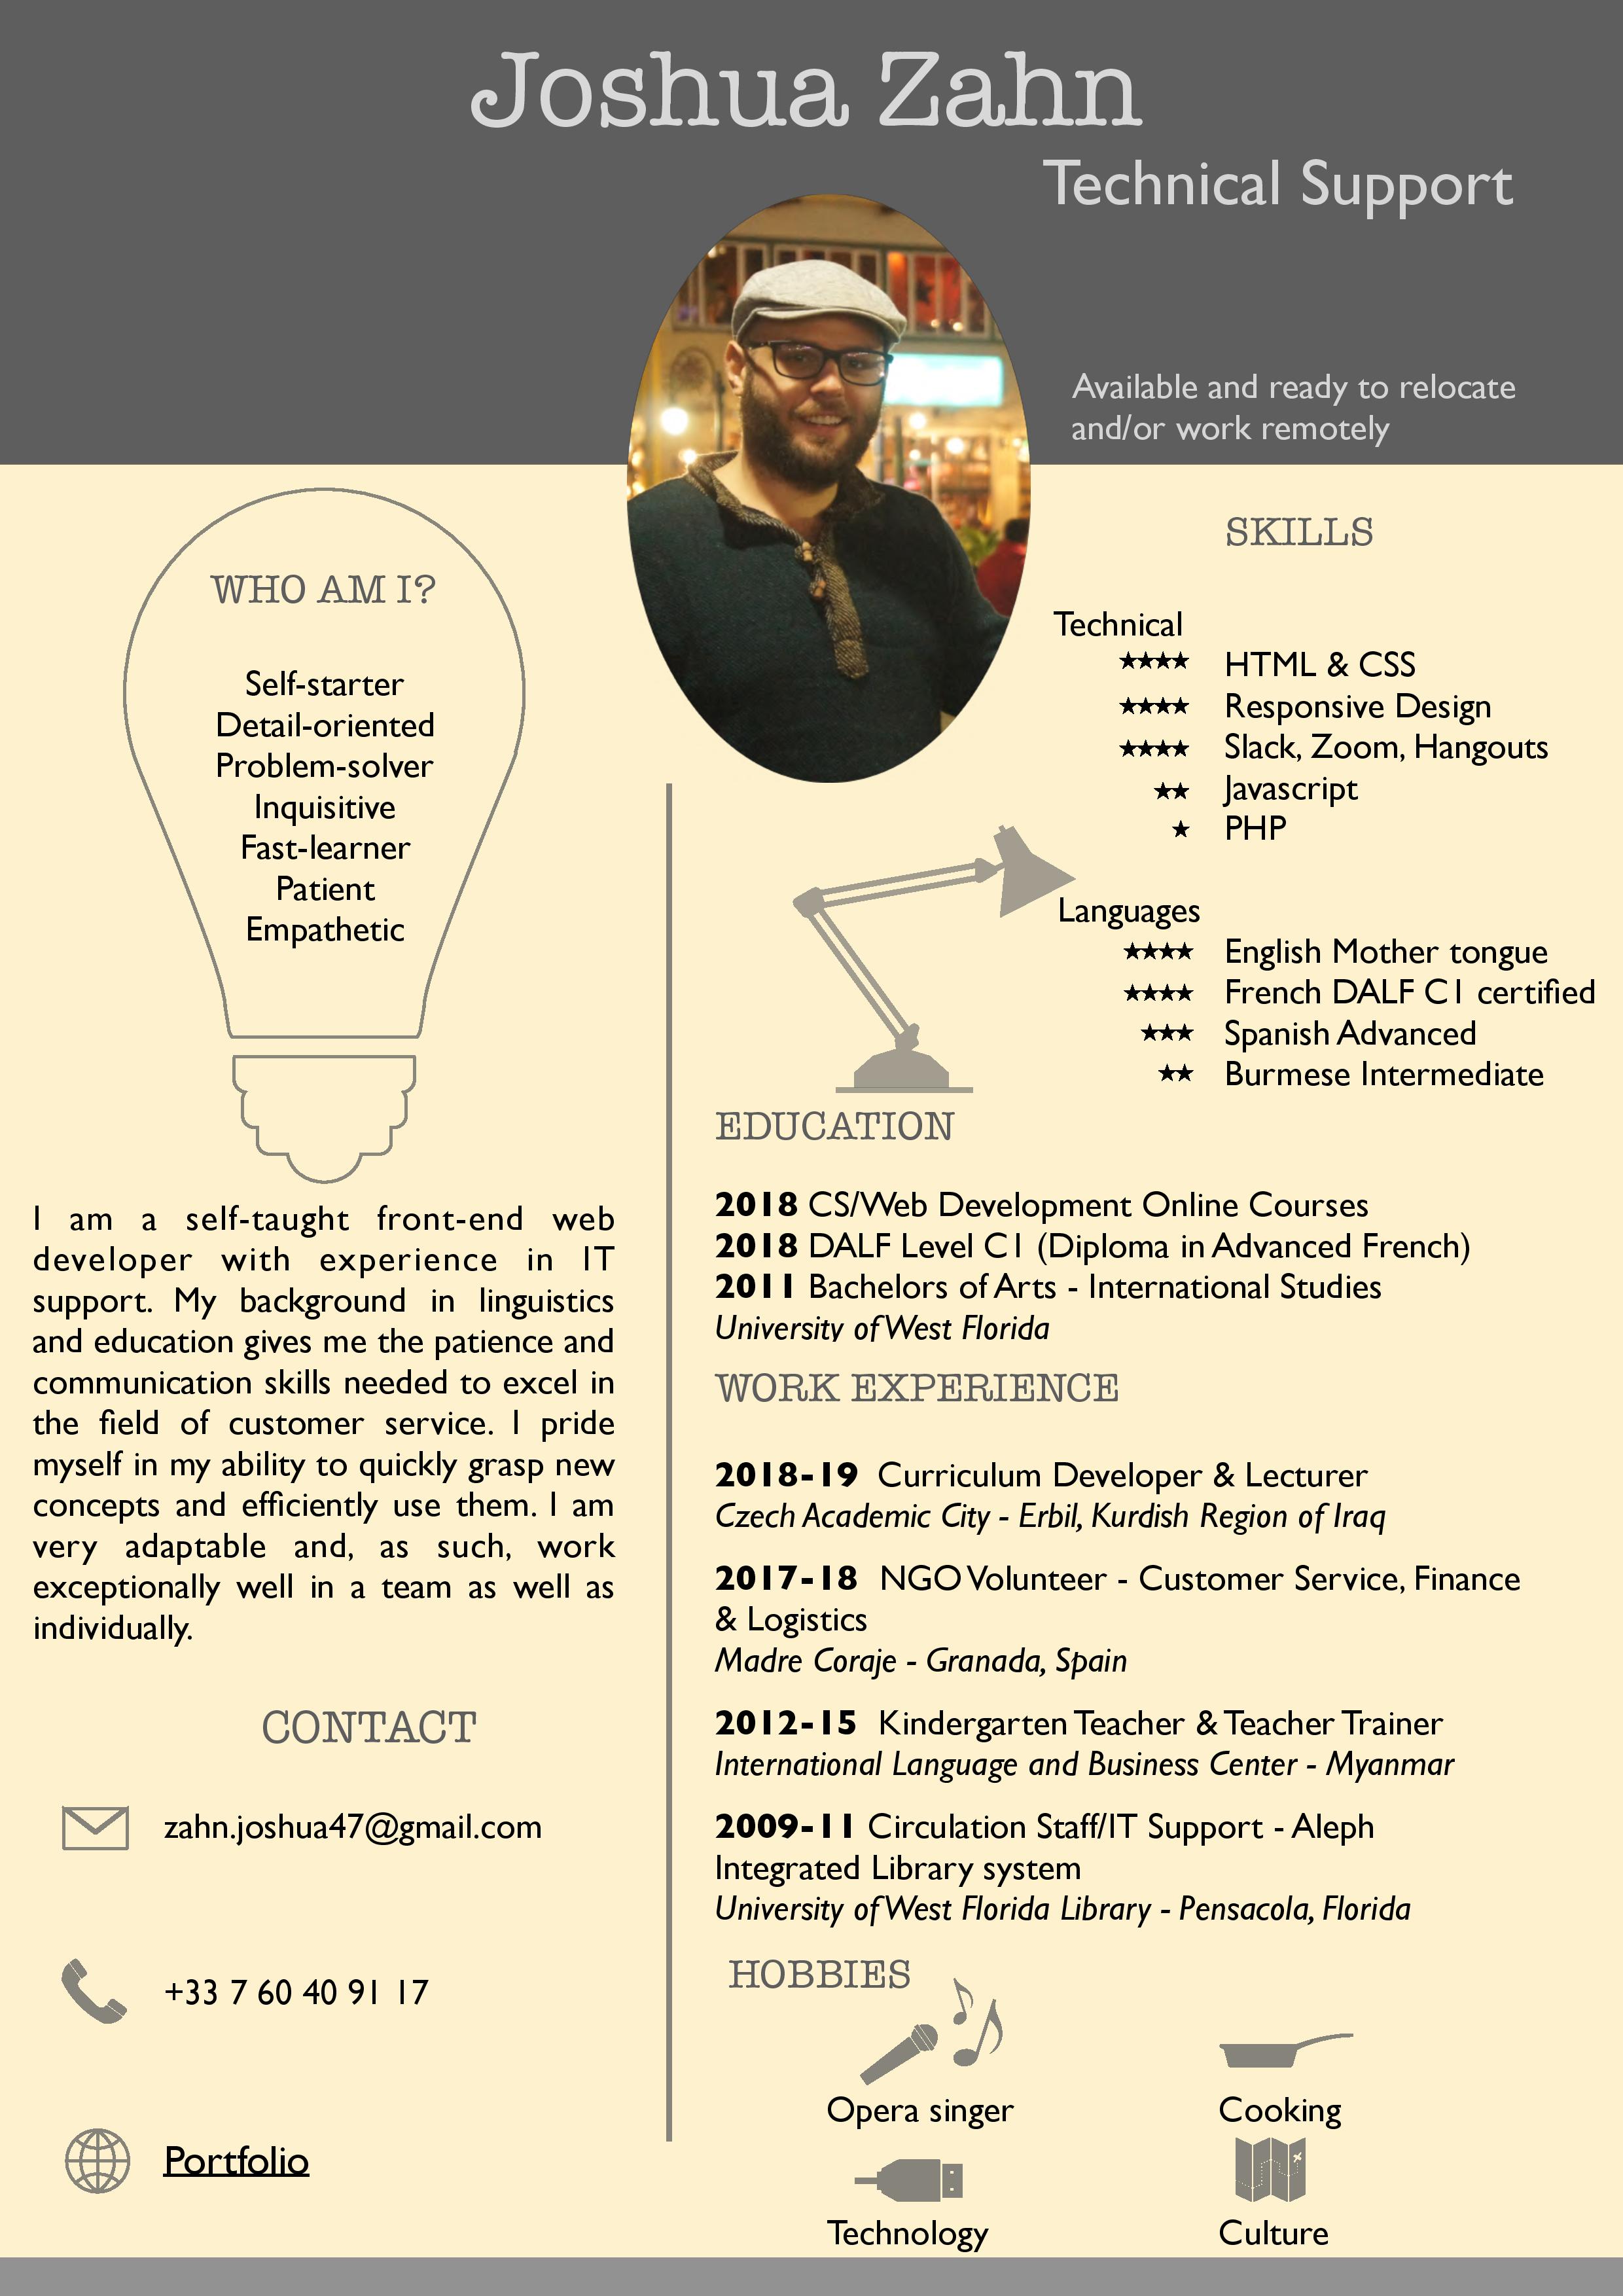 Joshua Zahn
Technical Support
Available and ready to relocate
and/or work remotely
WHO AM I?
Self-starter
Detail-oriented
Problem-solver
Inquisitive
Fast-learner
Patient
Empathetic
I am a self-taught front-end web
developer with experience in IT
support. My background in linguistics
and education gives me the patience and
communication skills needed to excel in
the field of customer service. I pride
myself in my ability to quickly grasp new
concepts and efficiently use them. I am
very adaptable and, as such, work
exceptionally well in a team as well as
individually.
CONTACT
zahn.joshua47@gmail.com
+33 7 60 40 91 17
Portfolio
SKILLS
Technical
★★★★ HTML & CSS
★★★★ Responsive Design
★★★★ Slack, Zoom, Hangouts
★★ Javascript
★ PHP
Languages
★★★★ English Mother tongue
★★★★ French DALF C1 certified
★★★ Spanish Advanced
★★ Burmese Intermediate
EDUCATION
2018 CS/Web Development Online Courses
2018 DALF Level C1 (Diploma in Advanced French)
2011 Bachelors of Arts - International Studies
University of West Florida
WORK EXPERIENCE
2018-19 Curriculum Developer & Lecturer
Czech Academic City - Erbil, Kurdish Region of Iraq
2017-18 NGO Volunteer - Customer Service, Finance
& Logistics
Madre Coraje - Granada, Spain
2012-15 Kindergarten Teacher & Teacher Trainer
International Language and Business Center - Myanmar
2009-11 Circulation Staff/IT Support - Aleph
Integrated Library system
University of West Florida Library - Pensacola, Florida
HOBBIES
Opera singer
Cooking
Technology
Culture